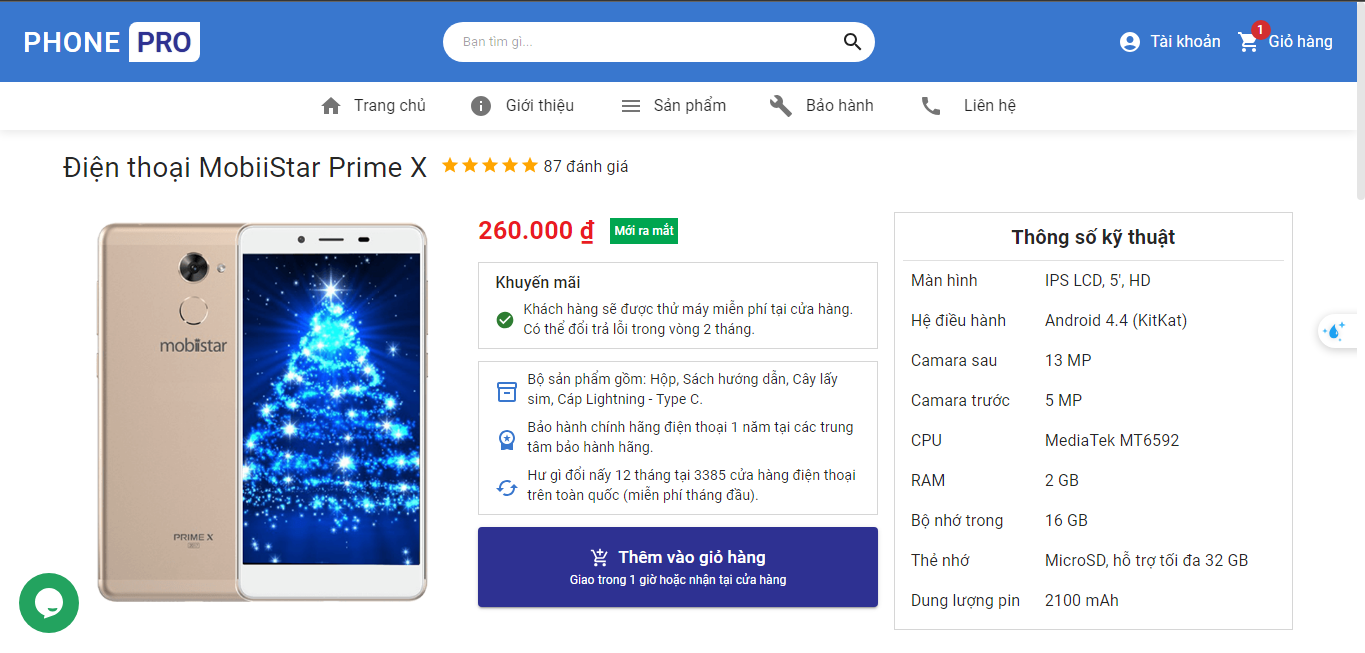 PHONE PRO
Bạn tìm gì...
Tài khoản
1
Giỏ hàng
Trang chủ
Giới thiệu
Sản phẩm
Bảo hành
Liên hệ
Điện thoại MobiiStar Prime X
87 đánh giá
mobiistar
PRIME X
260.000 ₫
Mới ra mắt
Khuyến mãi
Khách hàng sẽ được thử máy miễn phí tại cửa hàng.
Có thể đổi trả lỗi trong vòng 2 tháng.
Bộ sản phẩm gồm: Hộp, Sách hướng dẫn, Cây lấy
sim, Cáp Lightning - Type C.
Bảo hành chính hãng điện thoại 1 năm tại các trung
tâm bảo hành hãng.
Hư gì đổi nấy 12 tháng tại 3385 cửa hàng điện thoại
trên toàn quốc (miễn phí tháng đầu).
Thêm vào giỏ hàng
Giao trong 1 giờ hoặc nhận tại cửa hàng
Thông số kỹ thuật
Màn hình IPS LCD, 5', HD
Hệ điều hành Android 4.4 (KitKat)
Camara sau 13 MP
Camara trước 5 MP
CPU MediaTek MT6592
RAM 2 GB
Bộ nhớ trong 16 GB
Thẻ nhớ MicroSD, hỗ trợ tối đa 32 GB
Dung lượng pin 2100 mAh